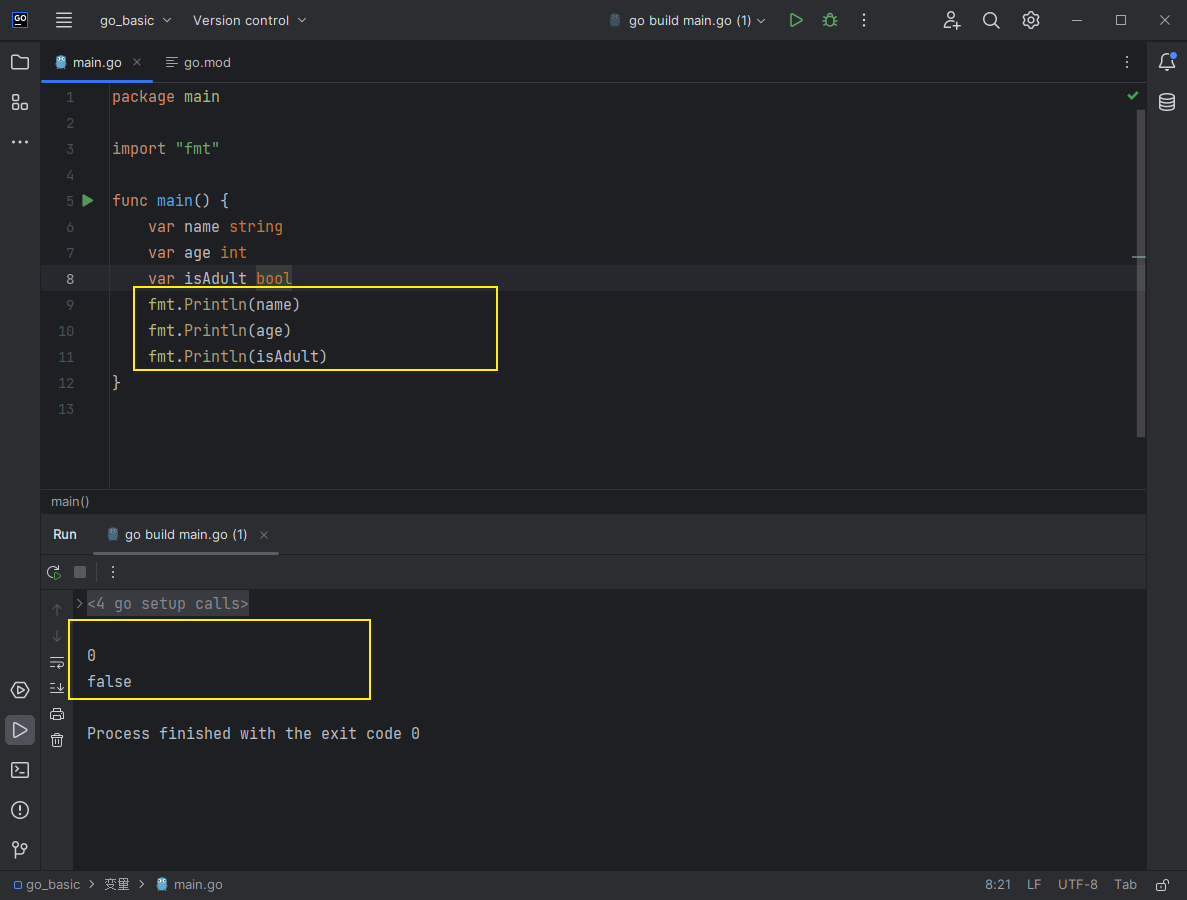 GO
go_basic
Version control
go build main.go (1)
main.go
go.mod
1 package main
2
3 import "fmt"
4
5 func main() {
6     var name string
7     var age int
8     var isAdult bool
9     fmt.Println(name)
10     fmt.Println(age)
11     fmt.Println(isAdult)
12 }
13
main()
Run
go build main.go (1)
<4 go setup calls>
0
false
Process finished with the exit code 0
go_basic > 变量 > main.go
8:21 LF UTF-8 Tab